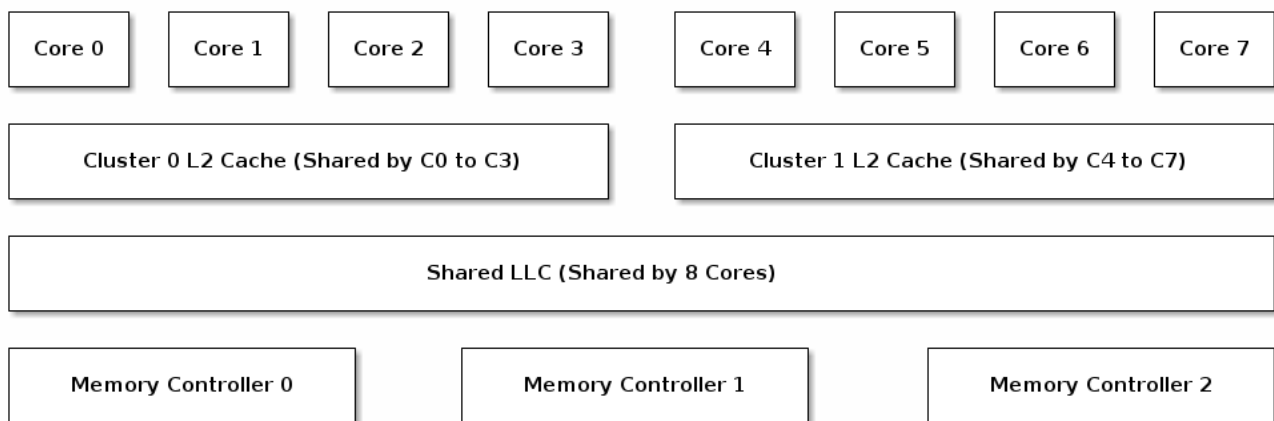 Core 0
Core 1
Core 2
Core 3
Core 4
Core 5
Core 6
Core 7
Cluster 0 L2 Cache (Shared by C0 to C3)
Cluster 1 L2 Cache (Shared by C4 to C7)
Shared LLC (Shared by 8 Cores)
Memory Controller 0
Memory Controller 1
Memory Controller 2